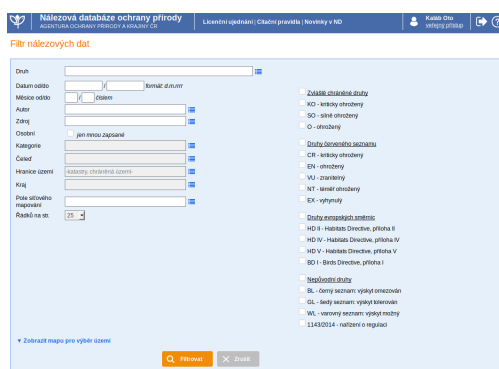 Nálezová databáze ochrany přírody
AGENTURA OCHRANY PŘÍRODY A KRAJINY ČR
Licenční ujednání | Citační pravidla | Novinky v ND
Kaláb Oto
veřejný přístup
Filtr nálezových dat
Druh
Datum od/do / formát: d.m.rrrr
Měsíce od/do / číslem
Autor
Zdroj
Osobní jen mnou zapsané
Kategorie
Čeleď
Hranice území -katastry, chráněná území-
Kraj
Pole síťového
mapování
Řádků na str. 25
Zvláště chráněné druhy
KO - kriticky ohrožený
SO - silně ohrožený
O - ohrožený
Druhy červeného seznamu
CR - kriticky ohrožený
EN - ohrožený
VU - zranitelný
NT - téměř ohrožený
EX - vyhynulý
Druhy evropských směrnic
HD II - Habitats Directive, příloha II
HD IV - Habitats Directive, příloha IV
HD V - Habitats Directive, příloha V
BD I - Birds Directive, příloha I
Nepůvodní druhy
BL - černý seznam: výskyt omezován
GL - šedý seznam: výskyt tolerován
WL - varovný seznam: výskyt možný
1143/2014 - nařízení o regulaci
▼ Zobrazit mapu pro výběr území
Filtrovat
Zrušit